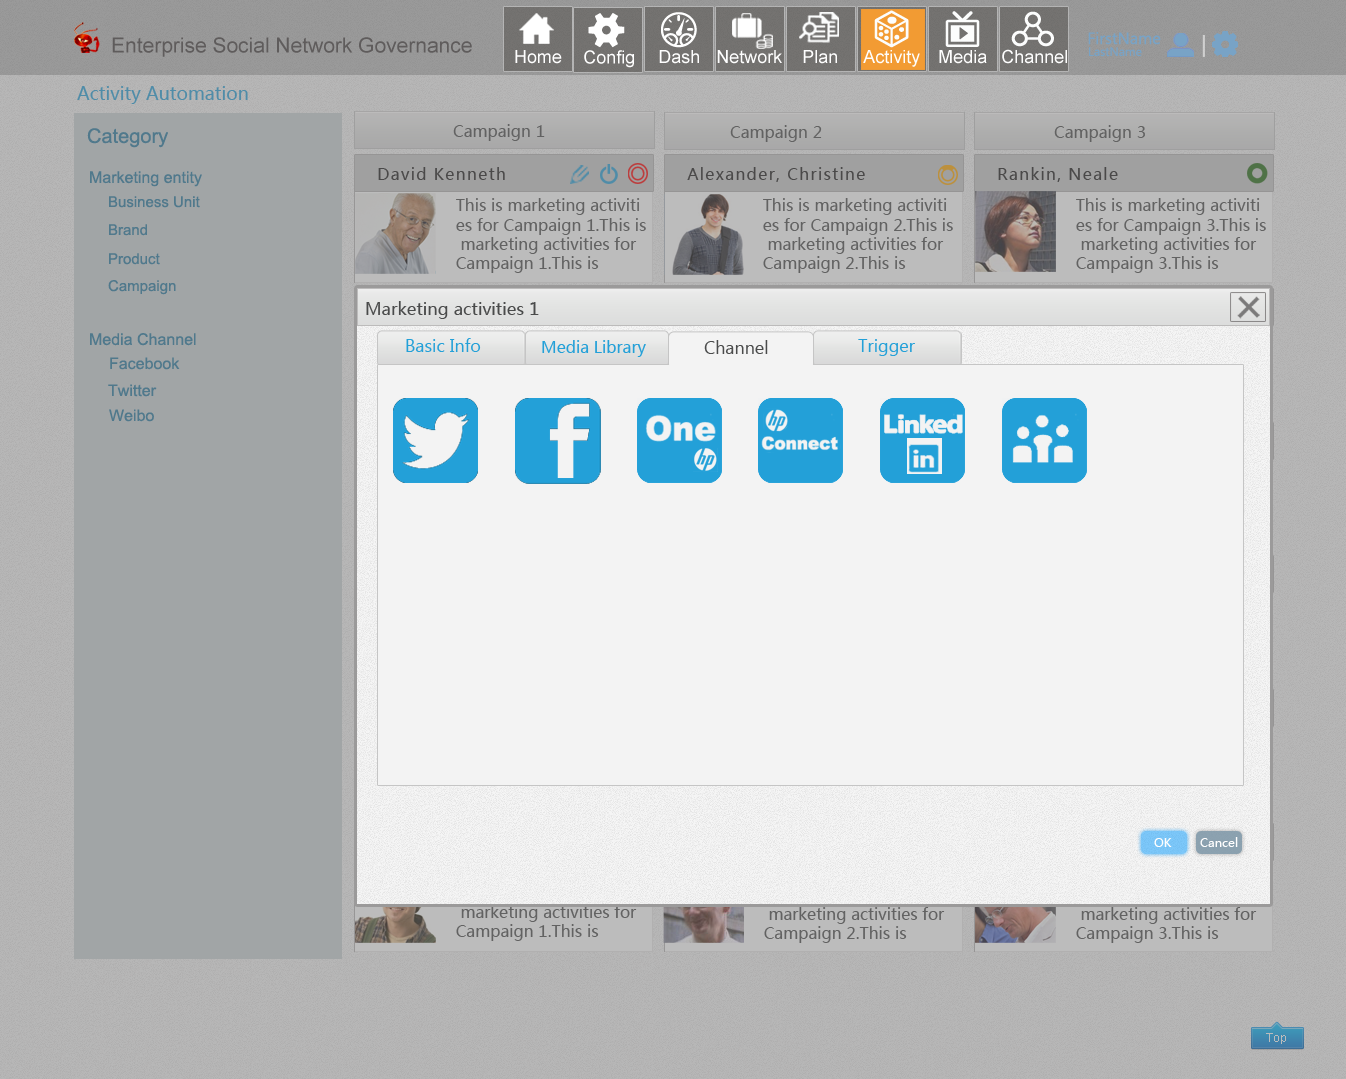 Enterprise Social Network Governance
Home
Config
Dash
Network
Plan
Activity
Media
Channel
Activity Automation
Category
Marketing entity
Business Unit
Brand
Product
Campaign
Media Channel
Facebook
Twitter
Weibo
Campaign 1
Campaign 2
Campaign 3
David Kenneth
Alexander, Christine
Rankin, Neale
This is marketing activiti
es for Campaign 1.This is
marketing activities for
Campaign 1.This is
This is marketing activiti
es for Campaign 2.This is
marketing activities for
Campaign 2.This is
This is marketing activiti
es for Campaign 3.This is
marketing activities for
Campaign 3.This is
Marketing activities 1
Basic Info
Media Library
Channel
Trigger
One
hp
hp
Connect
Linked
in
OK
Cancel
marketing activities for
Campaign 1.This is
marketing activities for
Campaign 2.This is
marketing activities for
Campaign 3.This is
Top